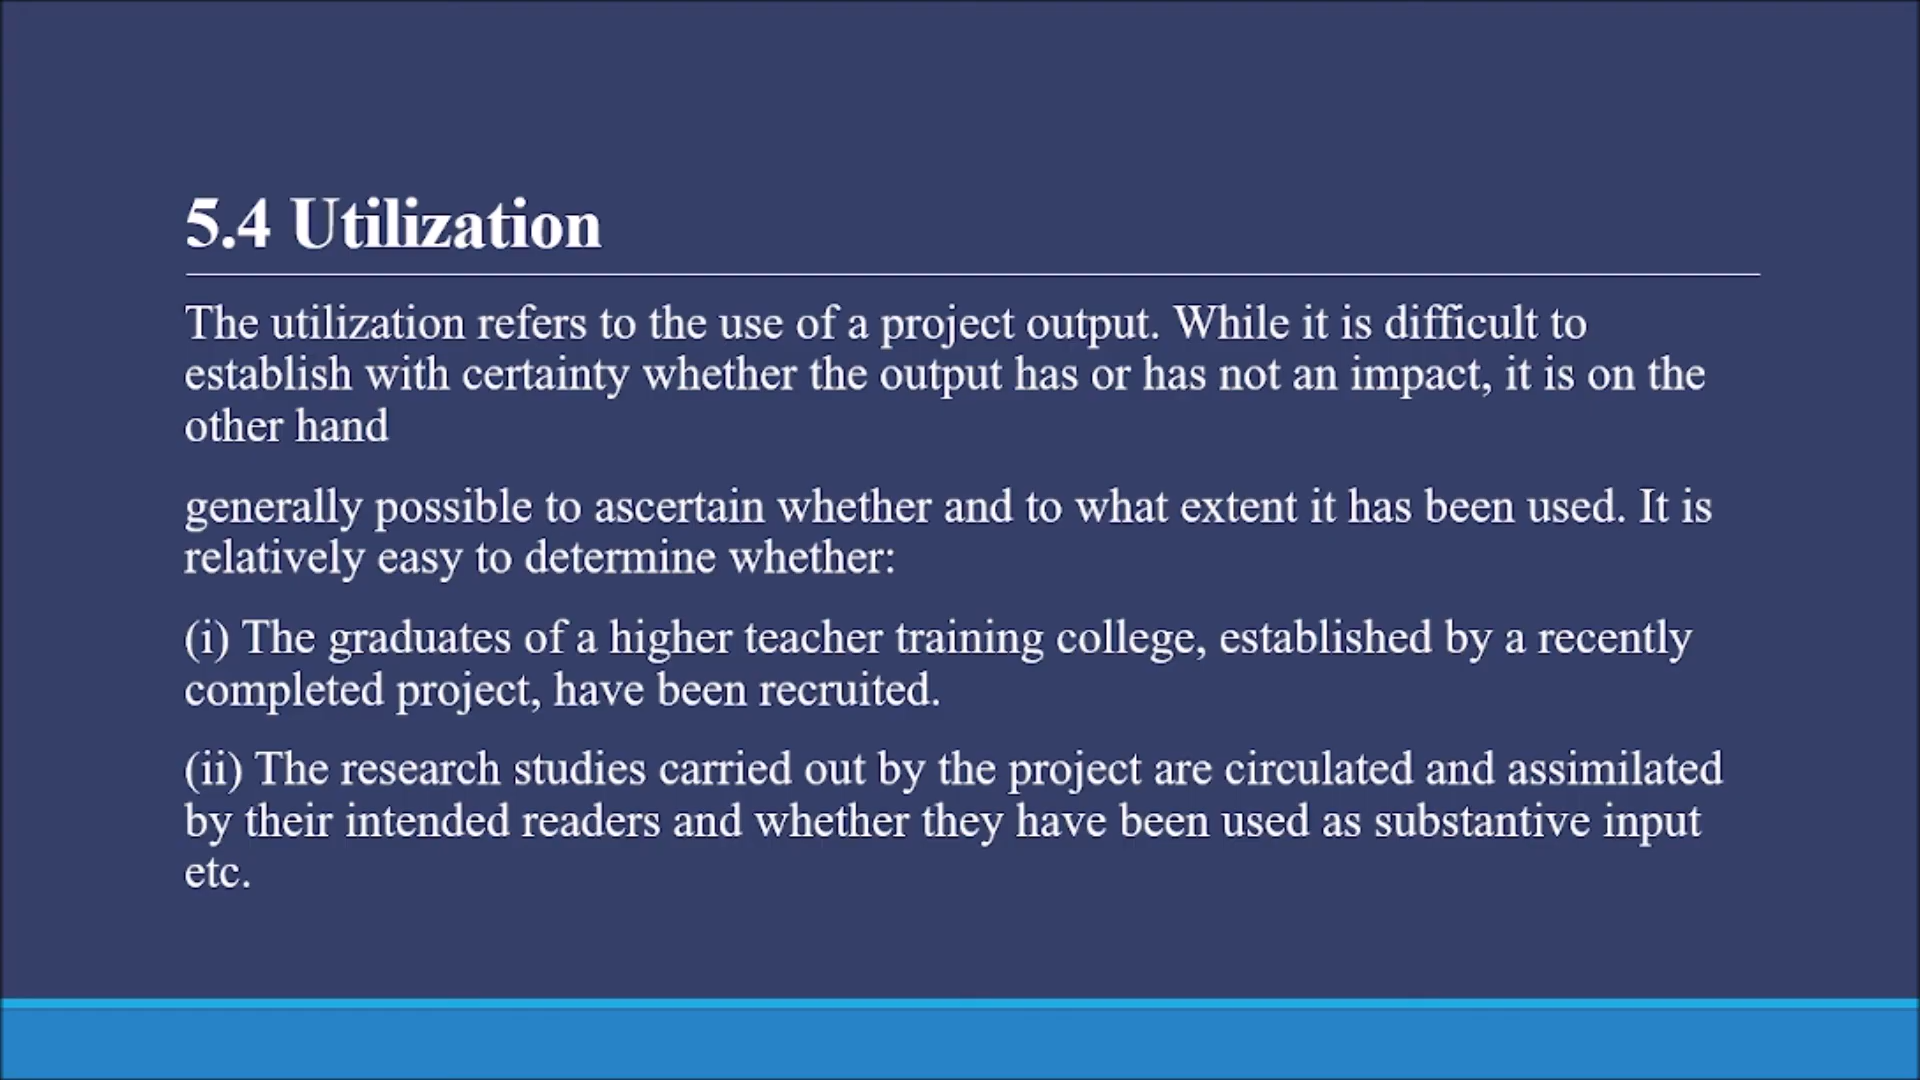 5.4 Utilization
The utilization refers to the use of a project output. While it is difficult to
establish with certainty whether the output has or has not an impact, it is on the
other hand
generally possible to ascertain whether and to what extent it has been used. It is
relatively easy to determine whether:
(i) The graduates of a higher teacher training college, established by a recently
completed project, have been recruited.
(ii) The research studies carried out by the project are circulated and assimilated
by their intended readers and whether they have been used as substantive input
etc.